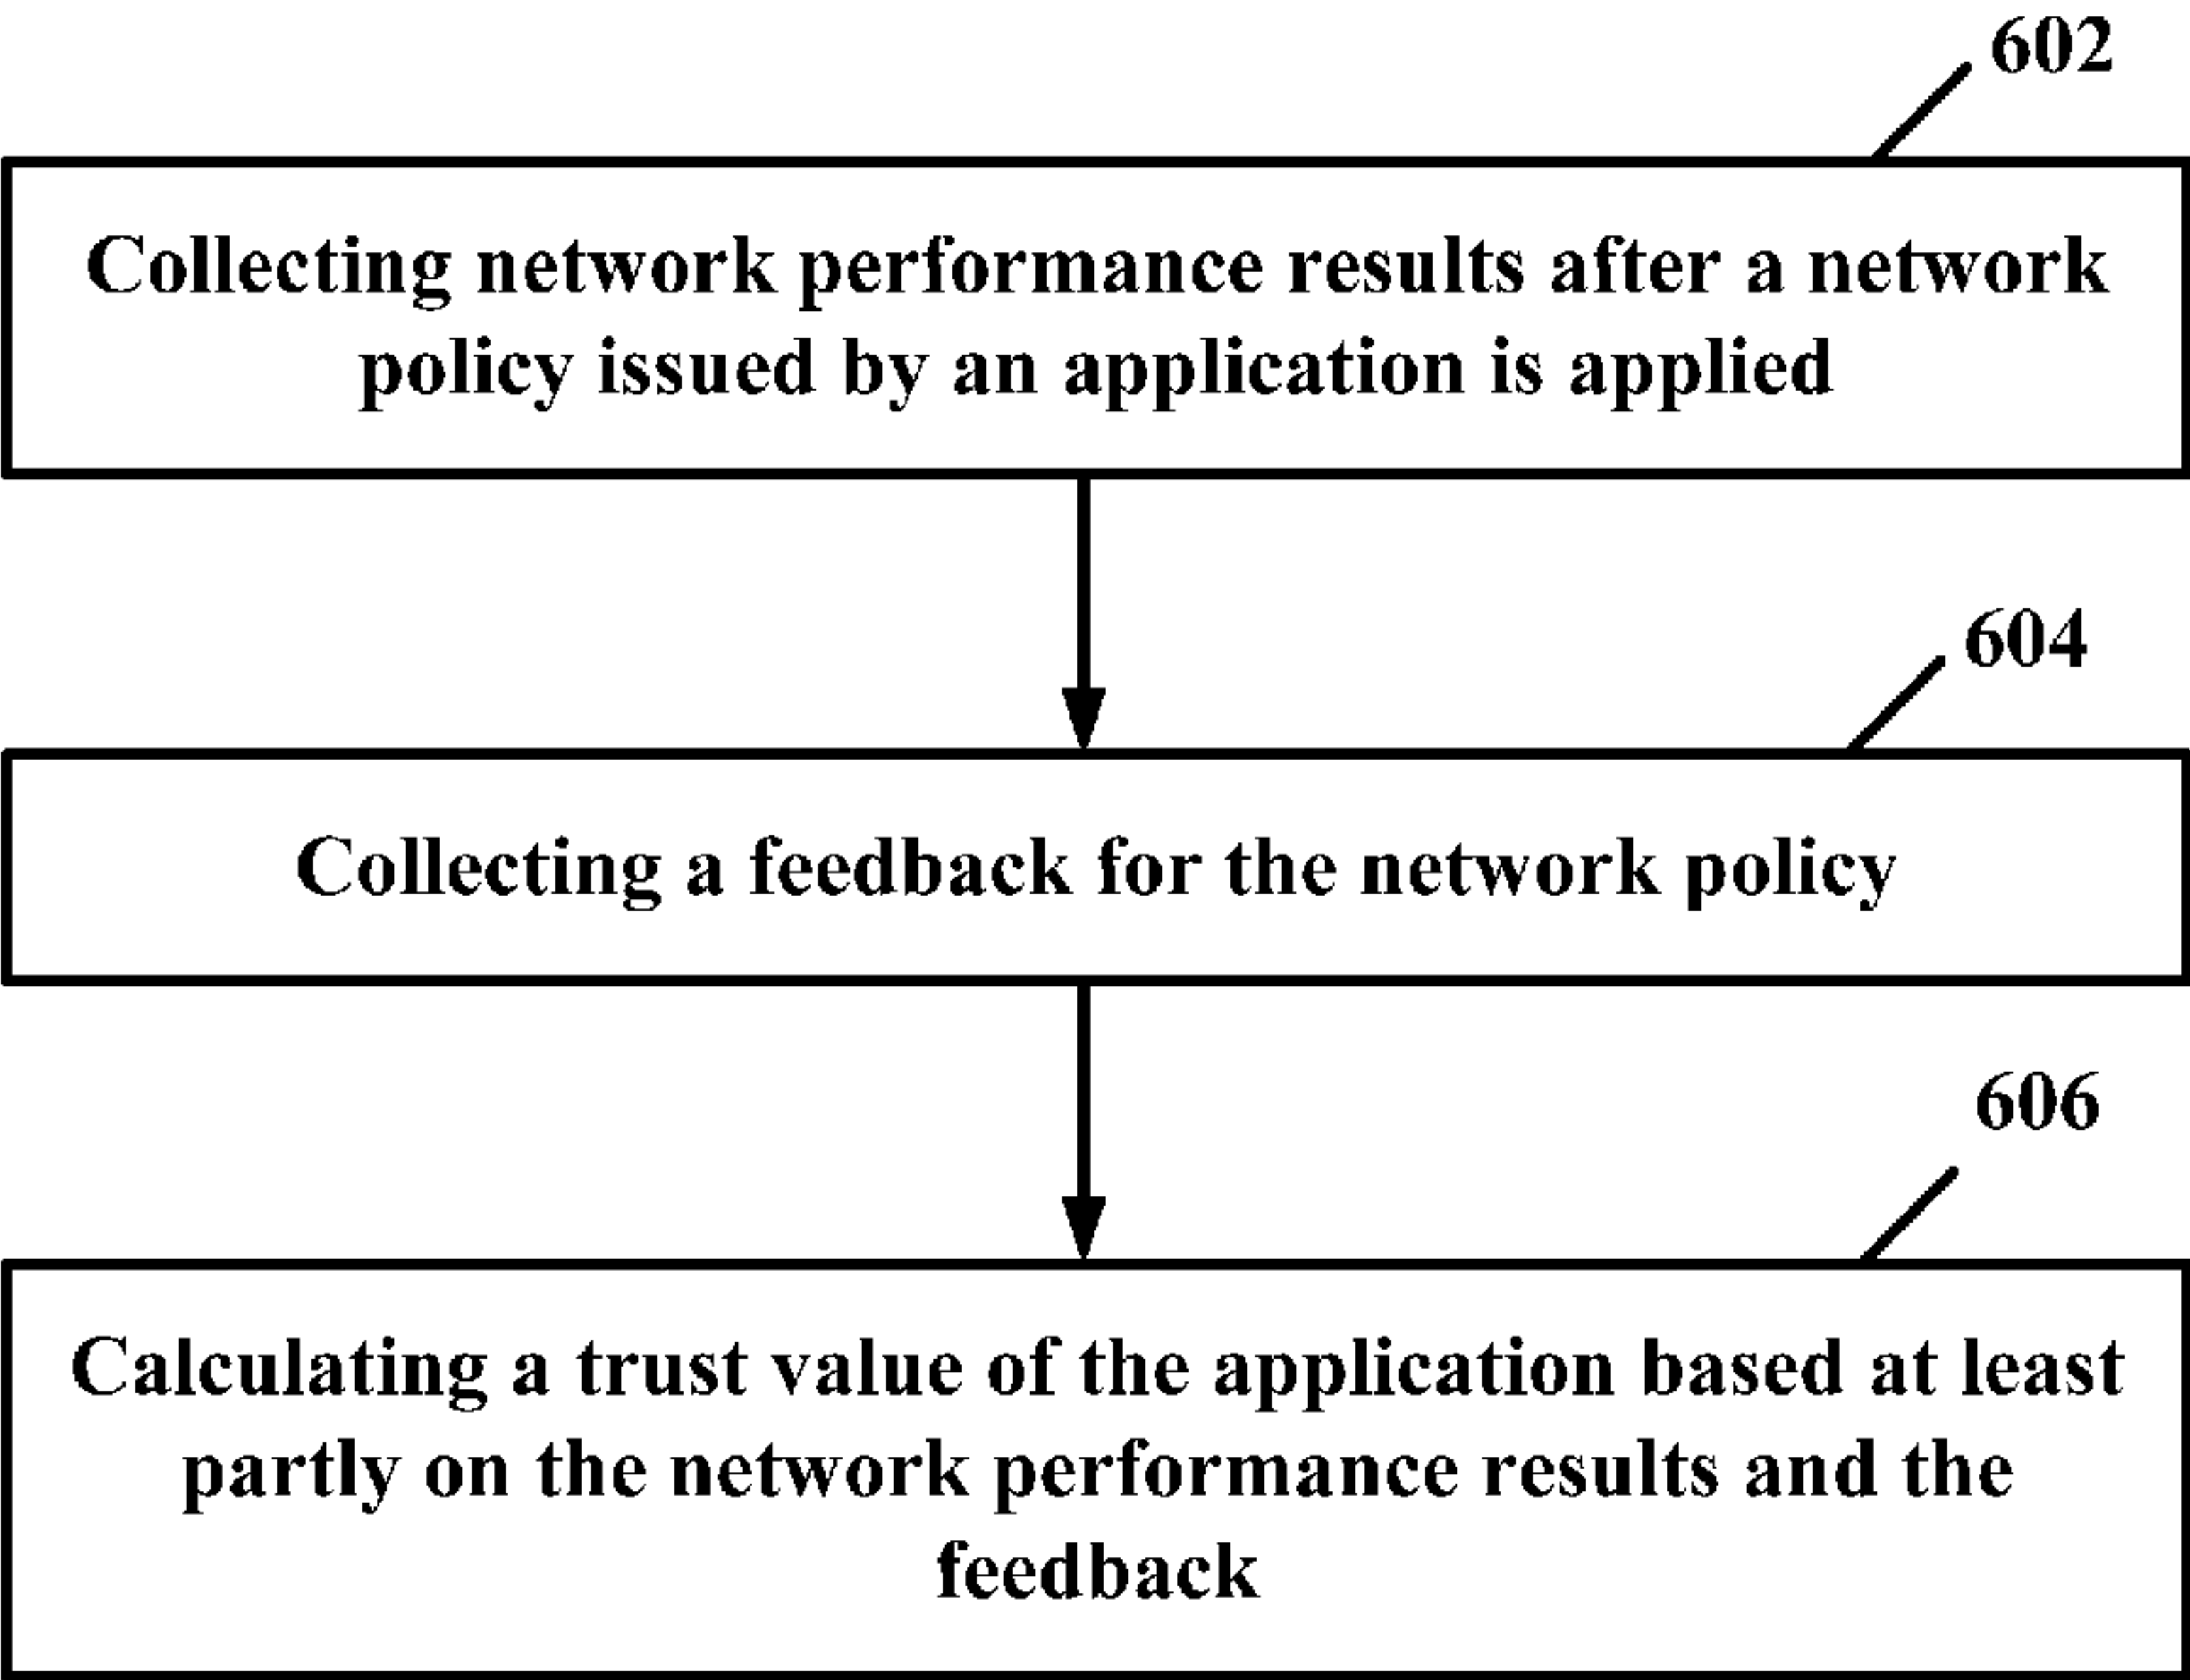 602
Collecting network performance results after a network
policy issued by an application is applied
604
Collecting a feedback for the network policy
606
Calculating a trust value of the application based at least
partly on the network performance results and the
feedback